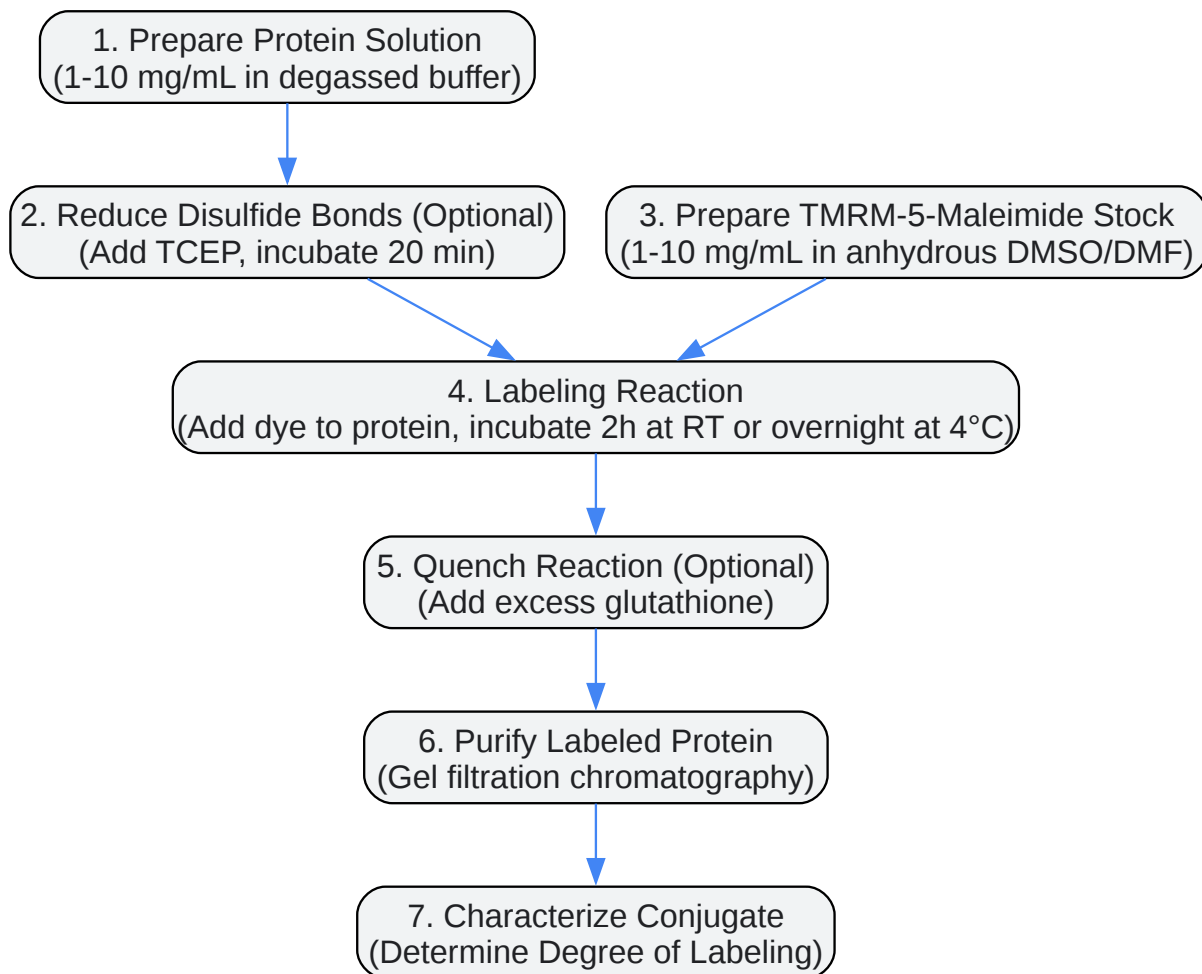 1. Prepare Protein Solution
(1-10 mg/mL in degassed buffer)
2. Reduce Disulfide Bonds (Optional)
(Add TCEP, incubate 20 min)
3. Prepare TMRM-5-Maleimide Stock
(1-10 mg/mL in anhydrous DMSO/DMF)
4. Labeling Reaction
(Add dye to protein, incubate 2h at RT or overnight at 4°C)
5. Quench Reaction (Optional)
(Add excess glutathione)
6. Purify Labeled Protein
(Gel filtration chromatography)
7. Characterize Conjugate
(Determine Degree of Labeling)